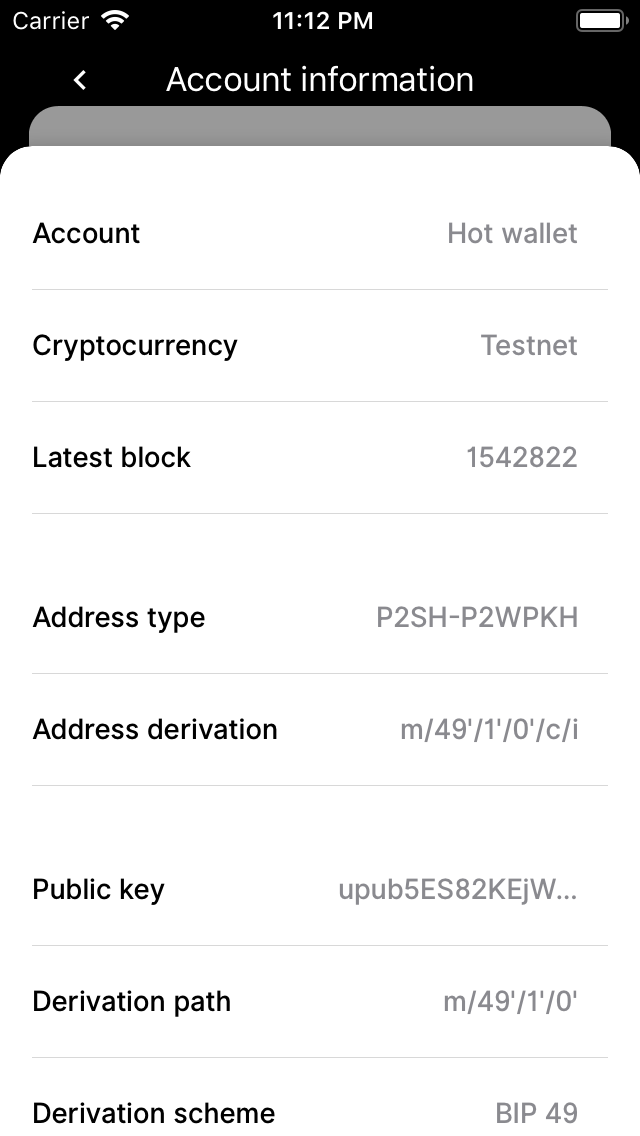 Carrier 11:12 PM
Account information
Account Hot wallet
Cryptocurrency Testnet
Latest block 1542822
Address type P2SH-P2WPKH
Address derivation m/49'/1'/0'/c/i
Public key upub5ES82KEjW...
Derivation path m/49'/1'/0'
Derivation scheme BIP 49